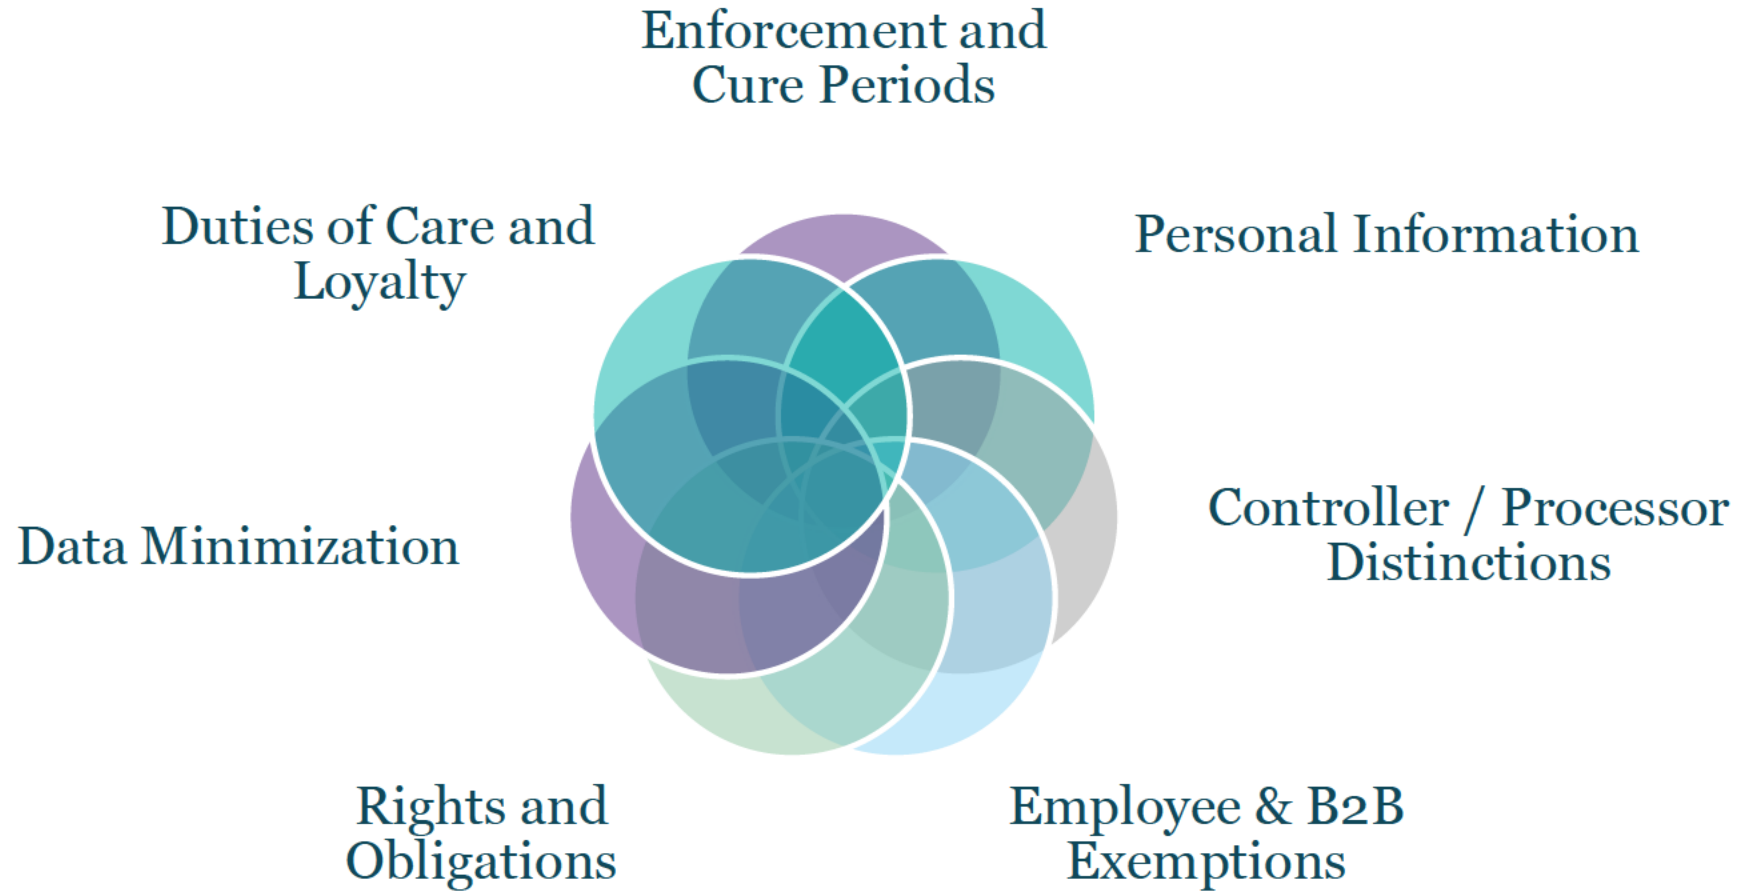 Enforcement and
Cure Periods
Duties of Care and
Loyalty
Personal Information
Controller / Processor
Distinctions
Data Minimization
Rights and
Obligations
Employee & B2B
Exemptions